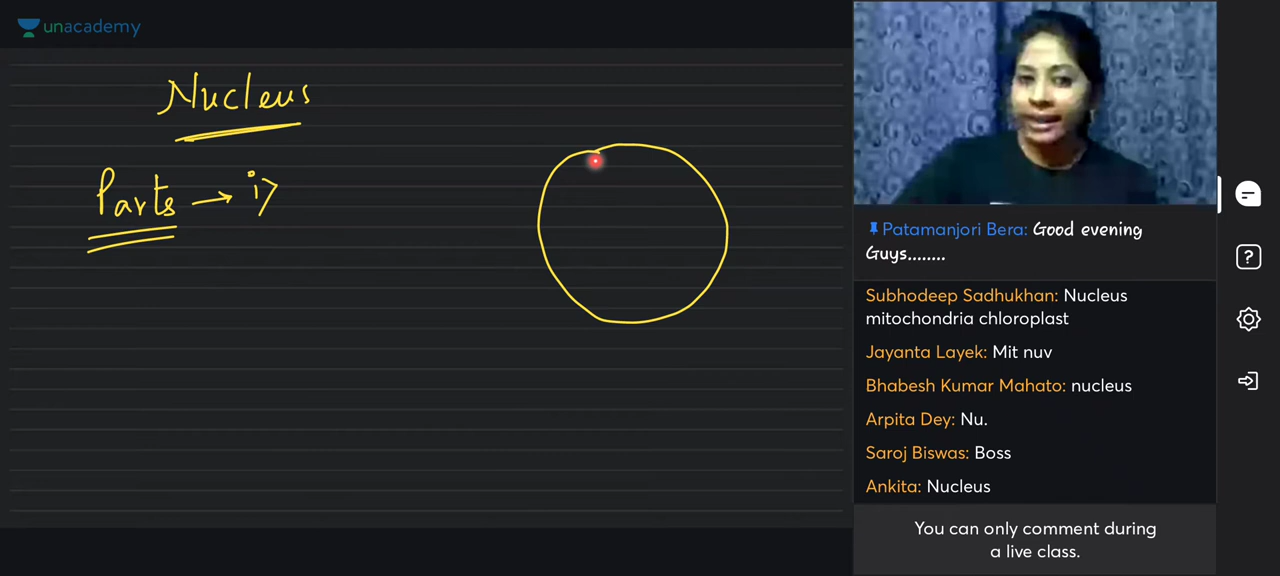 unacademy
Nucleus
Parts → i>
Patamanjori Bera: Good evening
Guys........
Subhodeep Sadhukhan: Nucleus
mitochondria chloroplast
Jayanta Layek: Mit nuv
Bhabesh Kumar Mahato: nucleus
Arpita Dey: Nu.
Saroj Biswas: Boss
Ankita: Nucleus
You can only comment during
a live class.
?